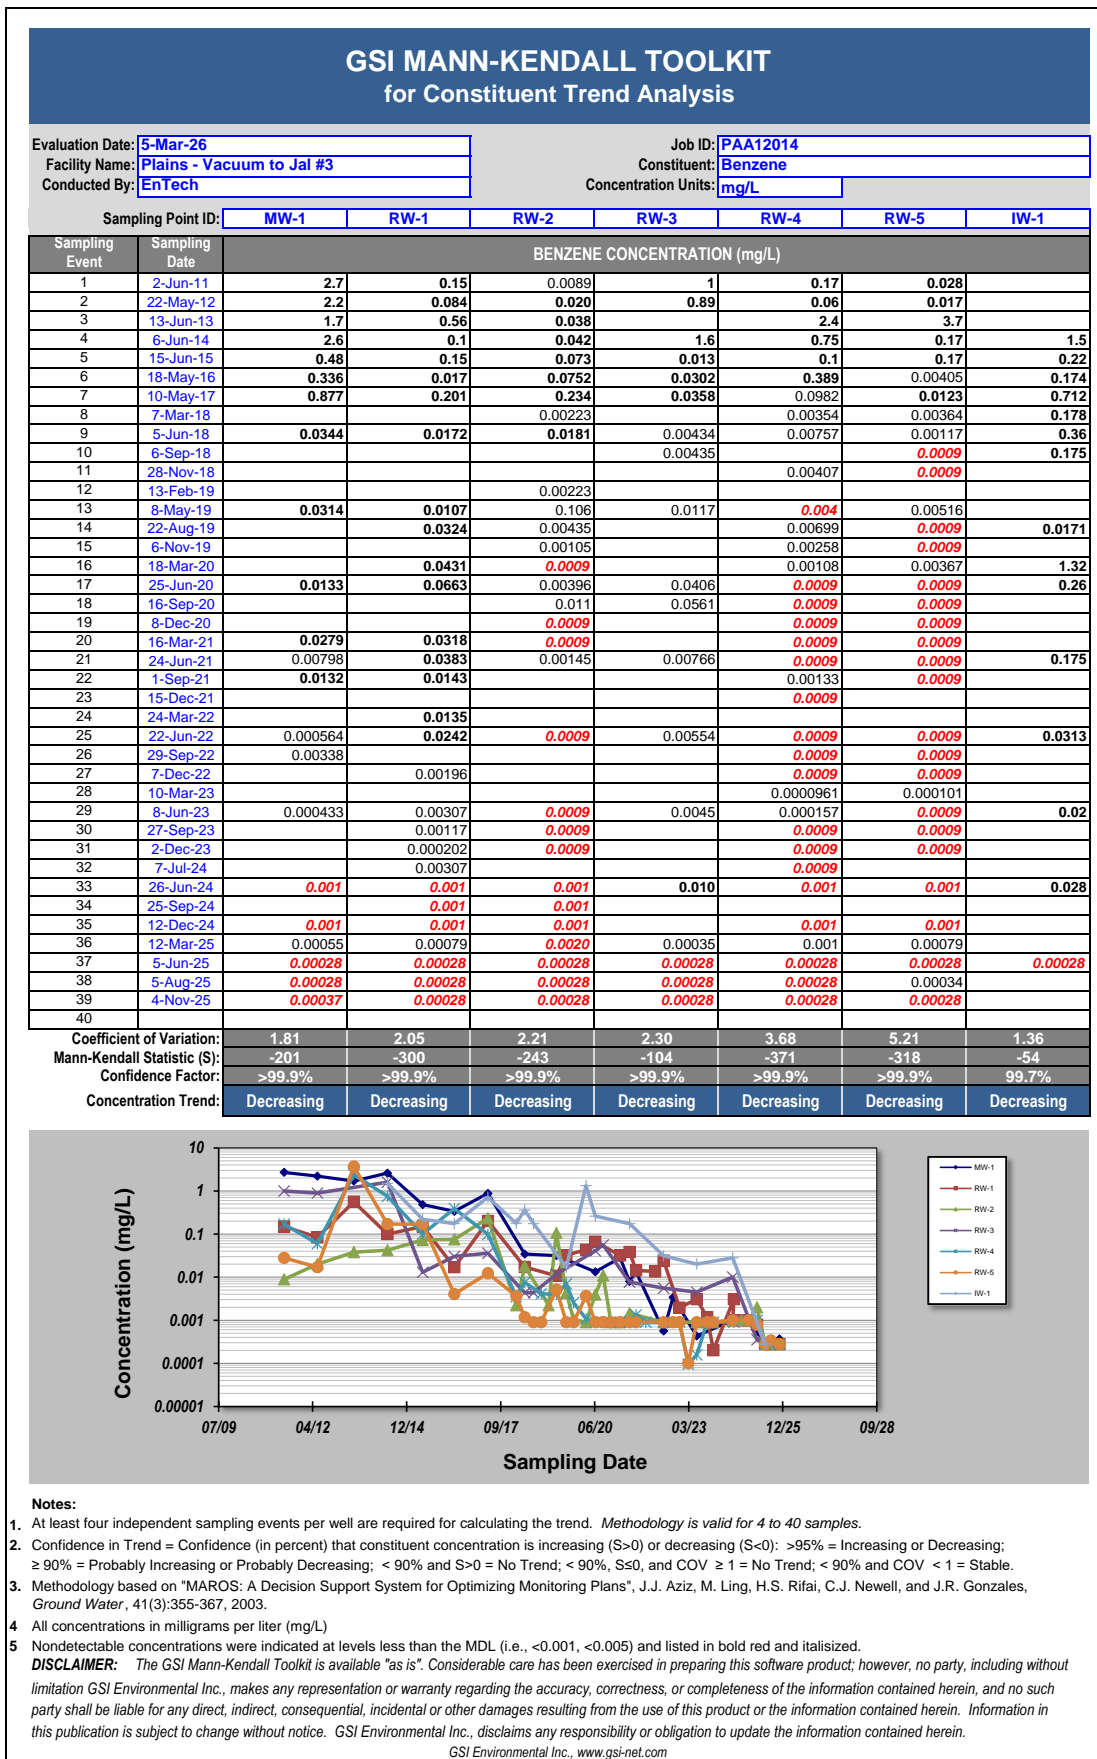 GSI MANN-KENDALL TOOLKIT
for Constituent Trend Analysis
Evaluation Date: 5-Mar-26 Job ID: PAA12014
Facility Name: Plains - Vacuum to Jal #3 Constituent: Benzene
Conducted By: EnTech Concentration Units: mg/L
Sampling Point ID: MW-1 RW-1 RW-2 RW-3 RW-4 RW-5 IW-1
Sampling Event Sampling Date BENZENE CONCENTRATION (mg/L)
1 2-Jun-11 2.7 0.15 0.0089 1 0.17 0.028
2 22-May-12 2.2 0.084 0.020 0.89 0.06 0.017
3 13-Jun-13 1.7 0.56 0.038 2.4 3.7
4 6-Jun-14 2.6 0.1 0.042 1.6 0.75 0.17 1.5
5 15-Jun-15 0.48 0.15 0.073 0.013 0.1 0.17 0.22
6 18-May-16 0.336 0.017 0.0752 0.0302 0.389 0.00405 0.174
7 10-May-17 0.877 0.201 0.234 0.0358 0.0982 0.0123 0.712
8 7-Mar-18 0.00223 0.00354 0.00364 0.178
9 5-Jun-18 0.0344 0.0172 0.0181 0.00434 0.00757 0.00117 0.36
10 6-Sep-18 0.00435 0.0009 0.175
11 28-Nov-18 0.00407 0.0009
12 13-Feb-19 0.00223
13 8-May-19 0.0314 0.0107 0.106 0.0117 0.004 0.00516
14 22-Aug-19 0.0324 0.00435 0.00699 0.0009 0.0171
15 6-Nov-19 0.00105 0.00258 0.0009
16 18-Mar-20 0.0431 0.0009 0.00108 0.00367 1.32
17 25-Jun-20 0.0133 0.0663 0.00396 0.0406 0.0009 0.0009 0.26
18 16-Sep-20 0.011 0.0561 0.0009 0.0009
19 8-Dec-20 0.0009 0.0009 0.0009
20 16-Mar-21 0.0279 0.0318 0.0009 0.0009 0.0009
21 24-Jun-21 0.00798 0.0383 0.00145 0.00766 0.0009 0.0009 0.175
22 1-Sep-21 0.0132 0.0143 0.00133 0.0009
23 15-Dec-21 0.0009
24 24-Mar-22 0.0135
25 22-Jun-22 0.000564 0.0242 0.0009 0.00554 0.0009 0.0009 0.0313
26 29-Sep-22 0.00338 0.0009 0.0009
27 7-Dec-22 0.00196 0.0009 0.0009
28 10-Mar-23 0.0000961 0.000101
29 8-Jun-23 0.000433 0.00307 0.0009 0.0045 0.000157 0.0009 0.02
30 27-Sep-23 0.00117 0.0009 0.0009 0.0009
31 2-Dec-23 0.000202 0.0009 0.0009 0.0009
32 7-Jul-24 0.00307 0.0009
33 26-Jun-24 0.001 0.001 0.001 0.010 0.001 0.001 0.028
34 25-Sep-24 0.001 0.001
35 12-Dec-24 0.001 0.001 0.001 0.001 0.001
36 12-Mar-25 0.00055 0.00079 0.0020 0.00035 0.001 0.00079
37 5-Jun-25 0.00028 0.00028 0.00028 0.00028 0.00028 0.00028 0.00028
38 5-Aug-25 0.00028 0.00028 0.00028 0.00028 0.00028 0.00034
39 4-Nov-25 0.00037 0.00028 0.00028 0.00028 0.00028 0.00028
40
Coefficient of Variation: 1.81 2.05 2.21 2.30 3.68 5.21 1.36
Mann-Kendall Statistic (S): -201 -300 -243 -104 -371 -318 -54
Confidence Factor: >99.9% >99.9% >99.9% >99.9% >99.9% >99.9% 99.7%
Concentration Trend: Decreasing Decreasing Decreasing Decreasing Decreasing Decreasing Decreasing
Concentration (mg/L)
10
1
0.1
0.01
0.001
0.0001
0.00001
07/09 04/12 12/14 09/17 06/20 03/23 12/25 09/28
Sampling Date
MW-1
RW-1
RW-2
RW-3
RW-4
RW-5
IW-1
Notes:
1. At least four independent sampling events per well are required for calculating the trend. Methodology is valid for 4 to 40 samples.
2. Confidence in Trend = Confidence (in percent) that constituent concentration is increasing (S>0) or decreasing (S<0): >95% = Increasing or Decreasing;
≥ 90% = Probably Increasing or Probably Decreasing; < 90% and S>0 = No Trend; < 90%, S≤0, and COV ≥ 1 = No Trend; < 90% and COV < 1 = Stable.
3. Methodology based on "MAROS: A Decision Support System for Optimizing Monitoring Plans", J.J. Aziz, M. Ling, H.S. Rifai, C.J. Newell, and J.R. Gonzales,
Ground Water, 41(3):355-367, 2003.
4 All concentrations in milligrams per liter (mg/L)
5 Nondetectable concentrations were indicated at levels less than the MDL (i.e., <0.001, <0.005) and listed in bold red and italisized.
DISCLAIMER: The GSI Mann-Kendall Toolkit is available "as is". Considerable care has been exercised in preparing this software product; however, no party, including without
limitation GSI Environmental Inc., makes any representation or warranty regarding the accuracy, correctness, or completeness of the information contained herein, and no such
party shall be liable for any direct, indirect, consequential, incidental or other damages resulting from the use of this product or the information contained herein. Information in
this publication is subject to change without notice. GSI Environmental Inc., disclaims any responsibility or obligation to update the information contained herein.
GSI Environmental Inc., www.gsi-net.com